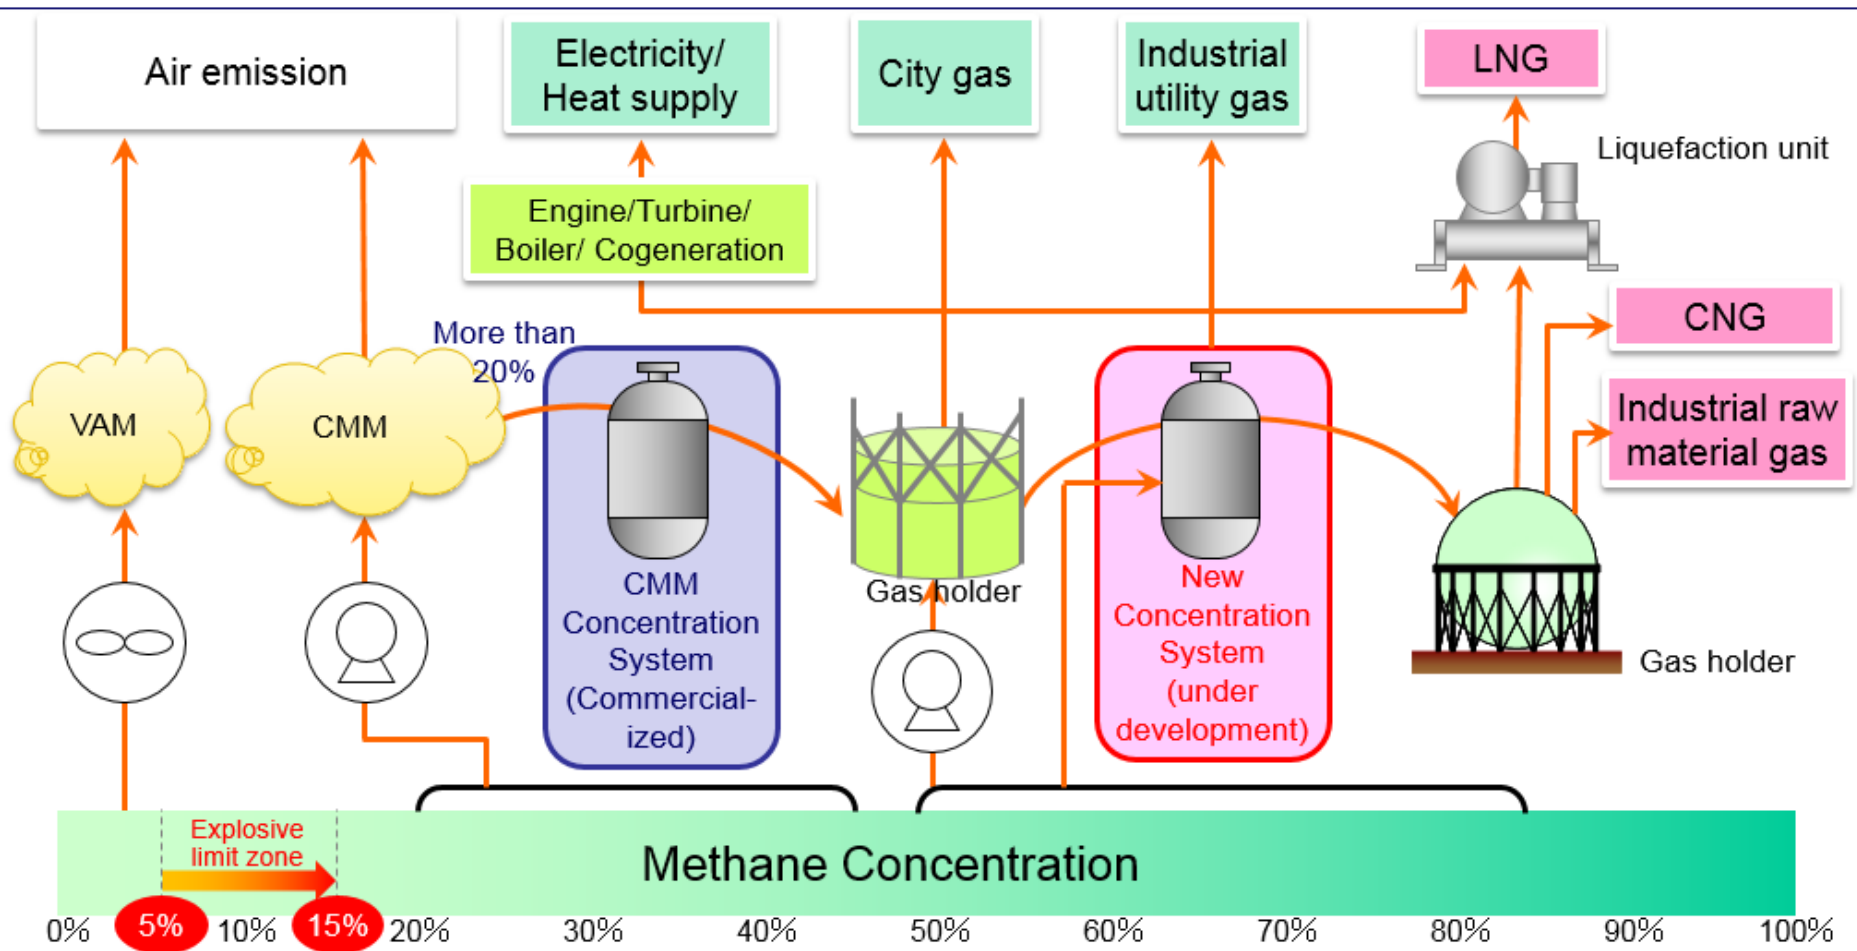 Air emission
Electricity/
Heat supply
City gas
Industrial
utility gas
LNG
Liquefaction unit
Engine/Turbine/
Boiler/ Cogeneration
CNG
More than
20%
Industrial raw
material gas
VAM
CMM
CMM
Concentration
System
(Commercial-
ized)
Gas holder
New
Concentration
System
(under
development)
Gas holder
Explosive
limit zone
Methane Concentration
0% 5% 10% 15% 20% 30% 40% 50% 60% 70% 80% 90% 100%